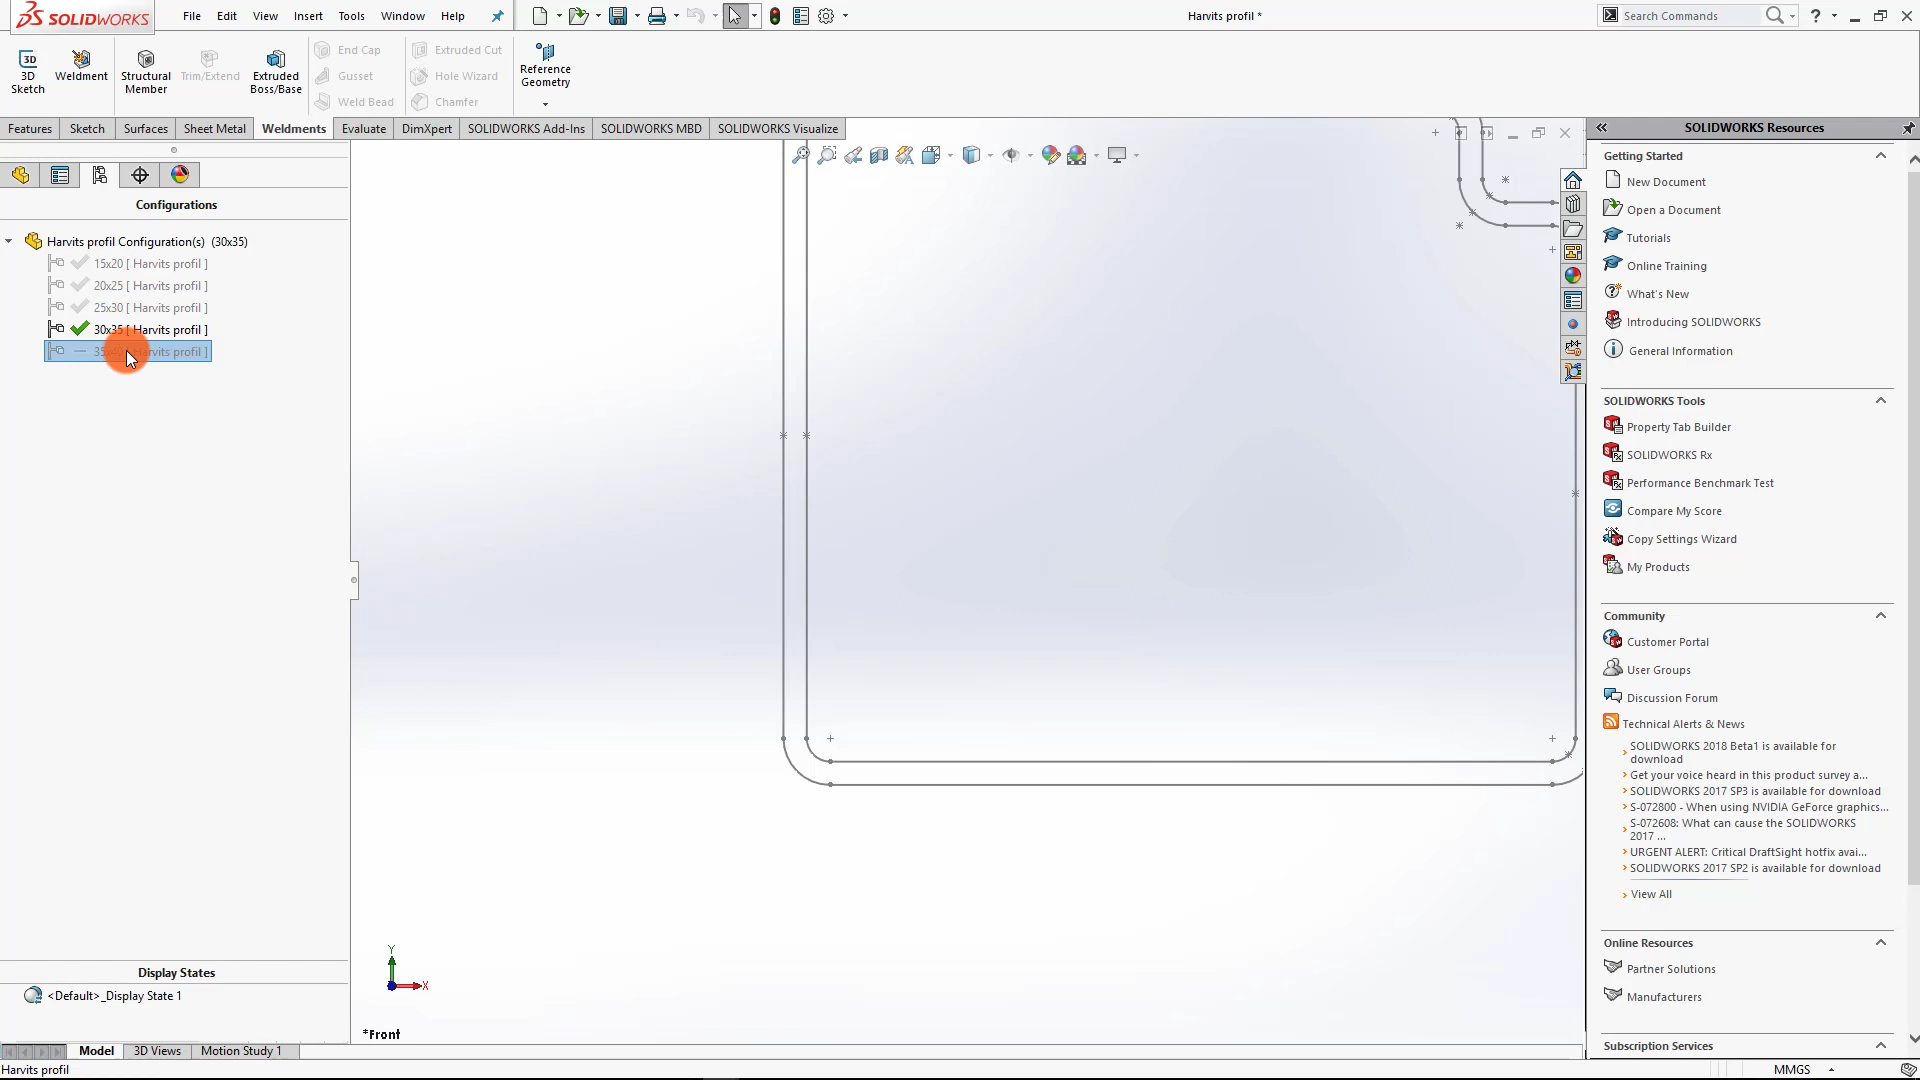 SOLIDWORKS
File Edit View Insert Tools Window Help
Harvits profil *
Search Commands
3D Sketch
Weldment
Structural Member
Trim/Extend
Extruded Boss/Base
End Cap
Gusset
Weld Bead
Extruded Cut
Hole Wizard
Chamfer
Reference Geometry
Features Sketch Surfaces Sheet Metal Weldments Evaluate DimXpert SOLIDWORKS Add-Ins SOLIDWORKS MBD SOLIDWORKS Visualize
Configurations
Harvits profil Configuration(s) (30x35)
15x20 [ Harvits profil ]
20x25 [ Harvits profil ]
25x30 [ Harvits profil ]
30x35 [ Harvits profil ]
35x40 [ Harvits profil ]
Display States
<Default>_Display State 1
Y
X
*Front
Model 3D Views Motion Study 1
Harvits profil
MMGS
SOLIDWORKS Resources
Getting Started
New Document
Open a Document
Tutorials
Online Training
What's New
Introducing SOLIDWORKS
General Information
SOLIDWORKS Tools
Property Tab Builder
SOLIDWORKS Rx
Performance Benchmark Test
Compare My Score
Copy Settings Wizard
My Products
Community
Customer Portal
User Groups
Discussion Forum
Technical Alerts & News
SOLIDWORKS 2018 Beta1 is available for
download
Get your voice heard in this product survey a...
SOLIDWORKS 2017 SP3 is available for download
S-072800 - When using NVIDIA GeForce graphics...
S-072608: What can cause the SOLIDWORKS
2017 ...
URGENT ALERT: Critical DraftSight hotfix avai...
SOLIDWORKS 2017 SP2 is available for download
View All
Online Resources
Partner Solutions
Manufacturers
Subscription Services